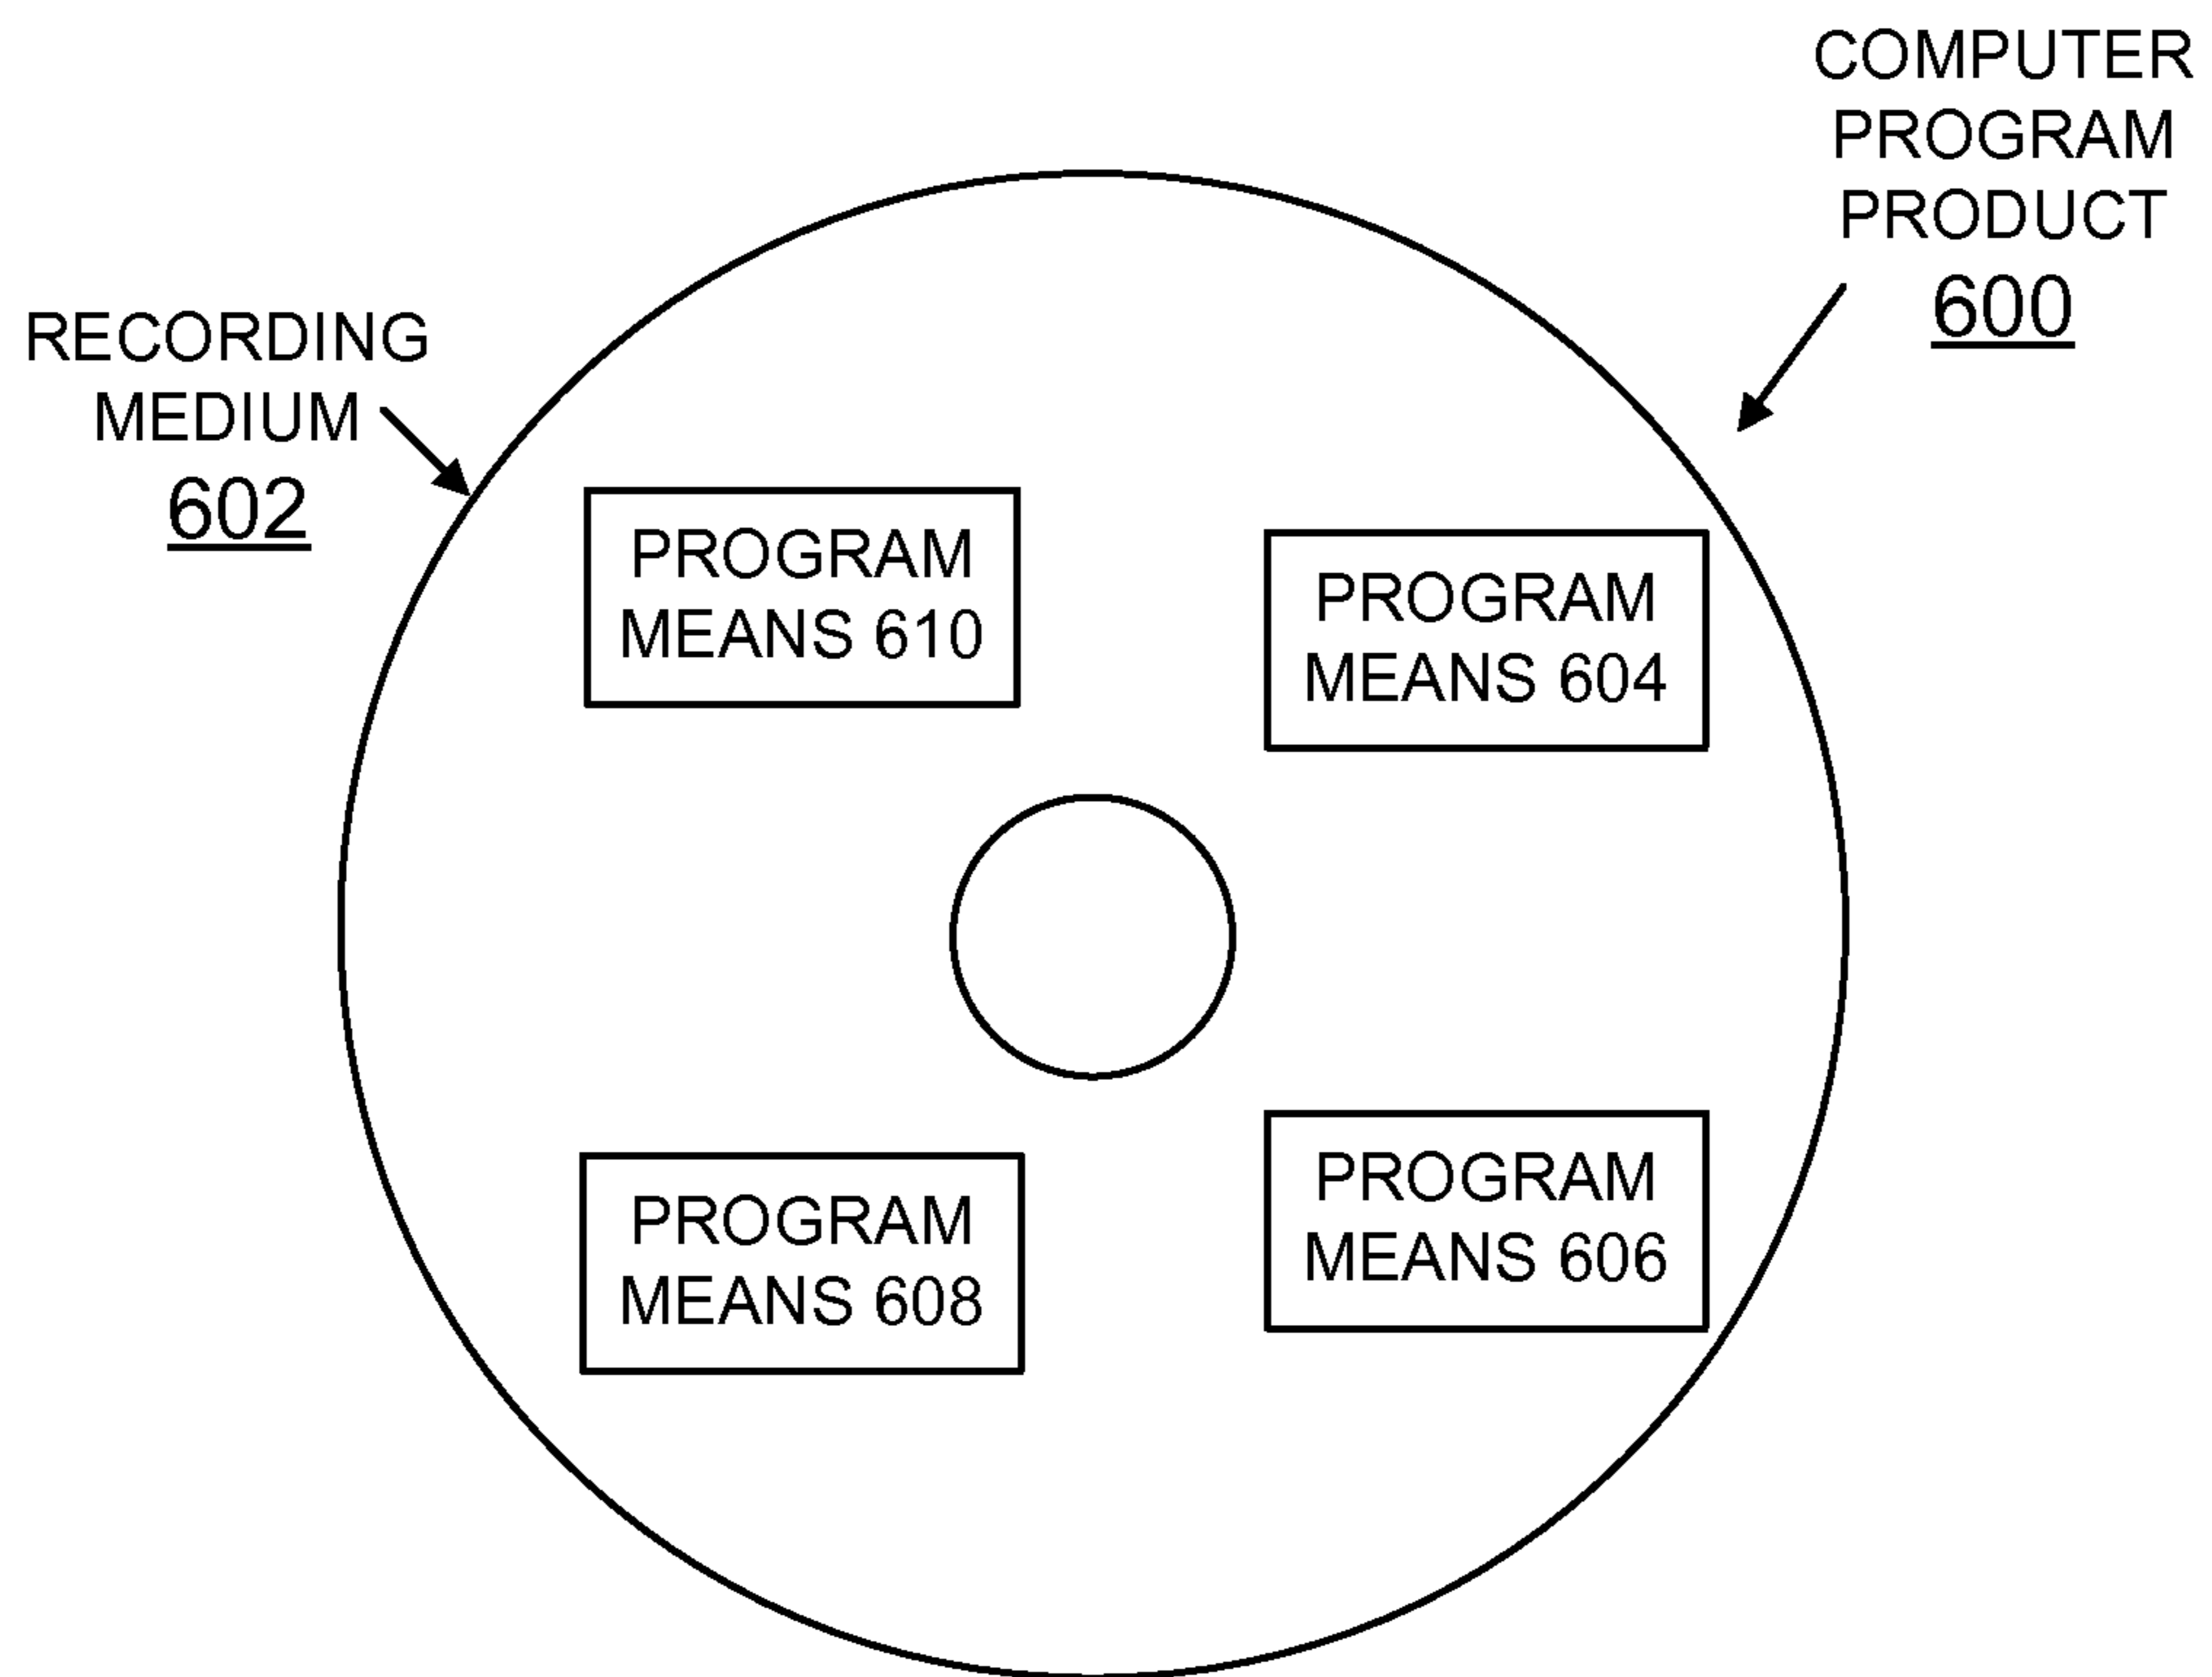 COMPUTER
PROGRAM
PRODUCT
600
RECORDING
MEDIUM
602
PROGRAM
MEANS 610
PROGRAM
MEANS 604
PROGRAM
MEANS 608
PROGRAM
MEANS 606